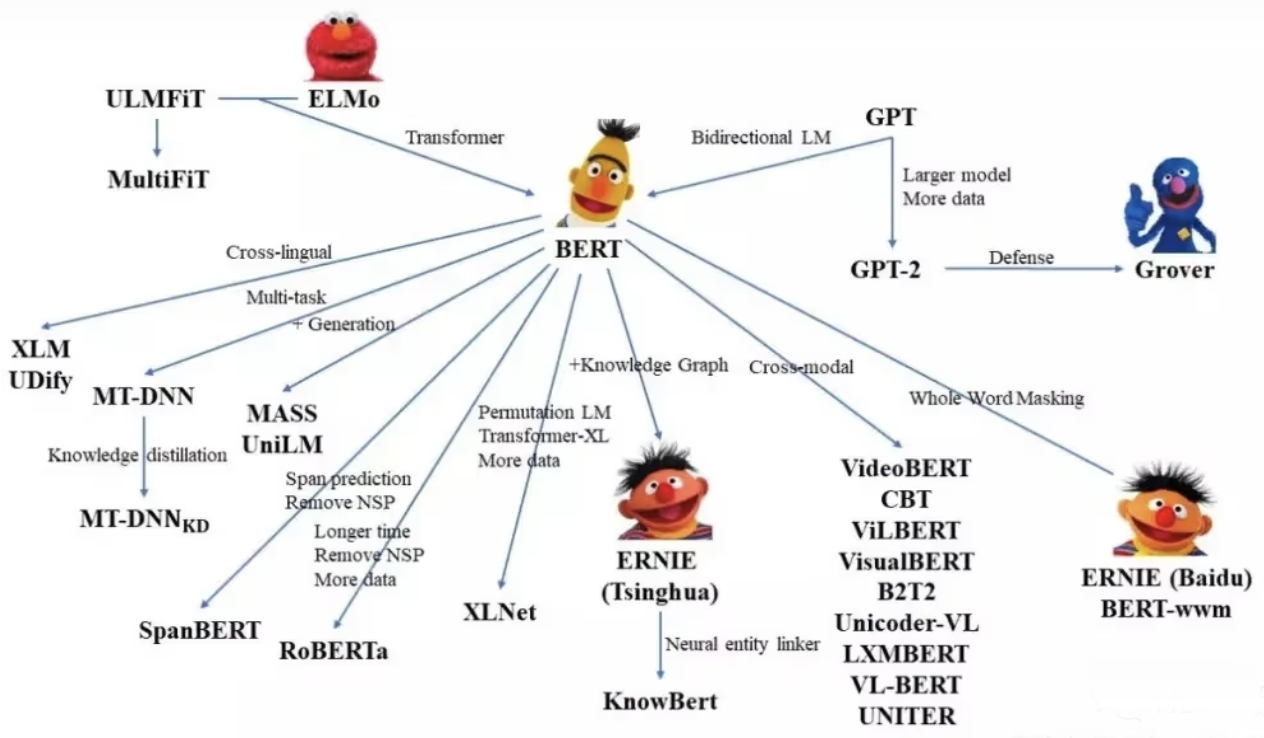 ULMFiT
ELMo
MultiFiT
Transformer
Bidirectional LM
GPT
Larger model
More data
GPT-2
Defense
Grover
BERT
Cross-lingual
Multi-task
+ Generation
XLM
UDify
MT-DNN
MASS
UniLM
Knowledge distillation
MT-DNNKD
Span prediction
Remove NSP
Longer time
Remove NSP
More data
SpanBERT
RoBERTa
Permutation LM
Transformer-XL
More data
XLNet
+Knowledge Graph
ERNIE
(Tsinghua)
Neural entity linker
KnowBert
Cross-modal
VideoBERT
CBT
ViLBERT
VisualBERT
B2T2
Unicoder-VL
LXMBERT
VL-BERT
UNITER
Whole Word Masking
ERNIE (Baidu)
BERT-wwm